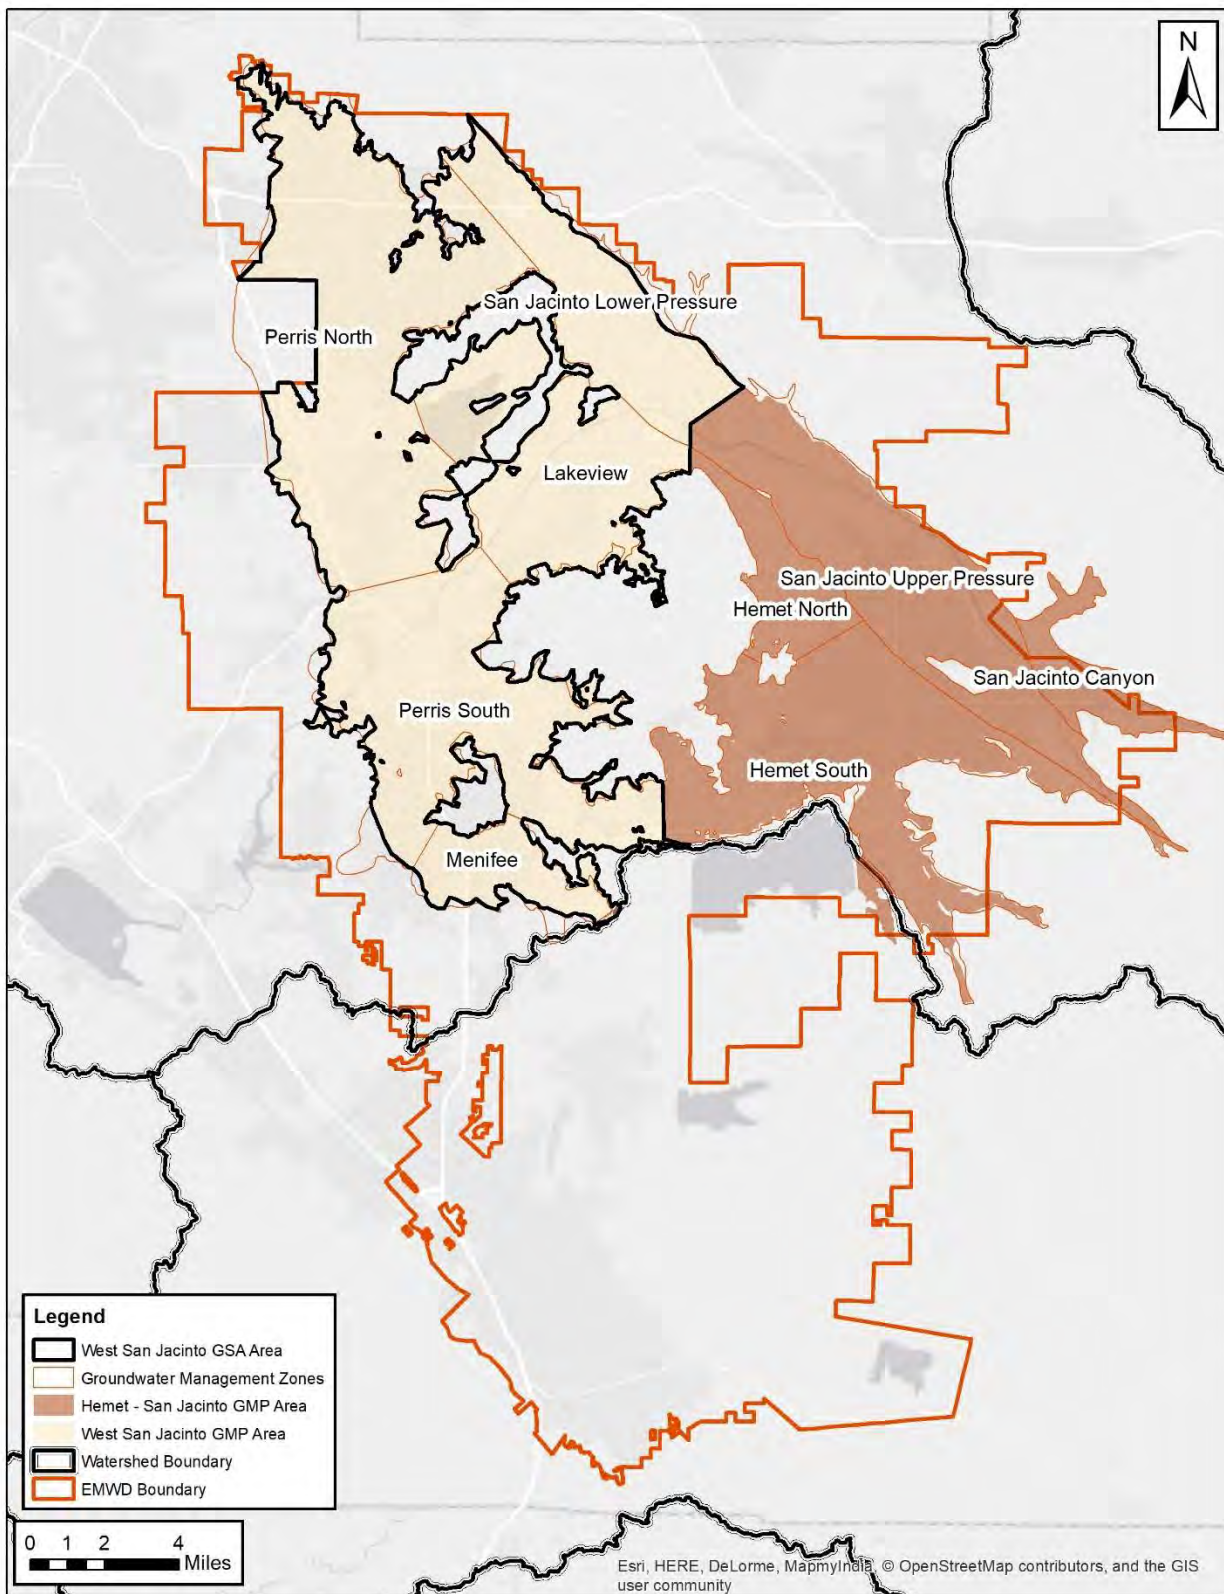 N
San Jacinto Lower Pressure
Perris North
Lakeview
San Jacinto Upper Pressure
Hemet North
San Jacinto Canyon
Perris South
Hemet South
Menifee
Legend
West San Jacinto GSA Area
Groundwater Management Zones
Hemet - San Jacinto GMP Area
West San Jacinto GMP Area
Watershed Boundary
EMWD Boundary
0 1 2 4
Miles
Esri, HERE, DeLorme, MapmyIndia, © OpenStreetMap contributors, and the GIS
user community